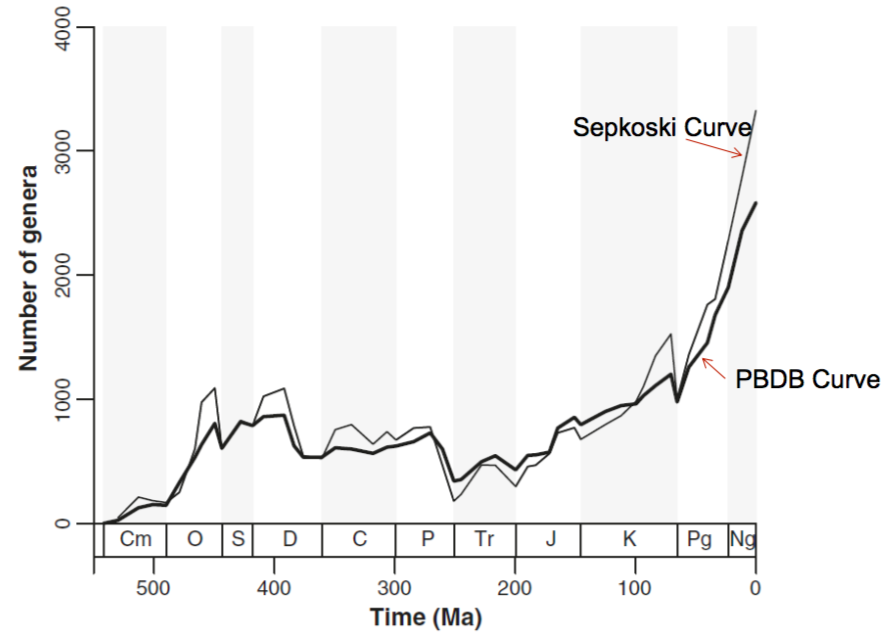 4000
3000
2000
1000
0
Number of genera
Sepkoski Curve
PBDB Curve
Cm O S D C P Tr J K Pg Ng
500 400 300 200 100 0
Time (Ma)